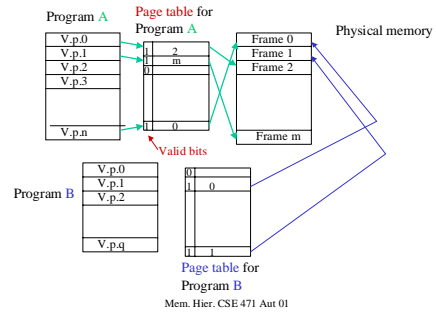 Program A
Page table for
Program A
Physical memory
V.p.0
V.p.1
V.p.2
V.p.3
V.p.n
1 2
1 m
0
1 0
Valid bits
Frame 0
Frame 1
Frame 2
Frame m
Program B
V.p.0
V.p.1
V.p.2
V.p.q
0
1 0
1 1
Page table for
Program B
Mem. Hier. CSE 471 Aut 01